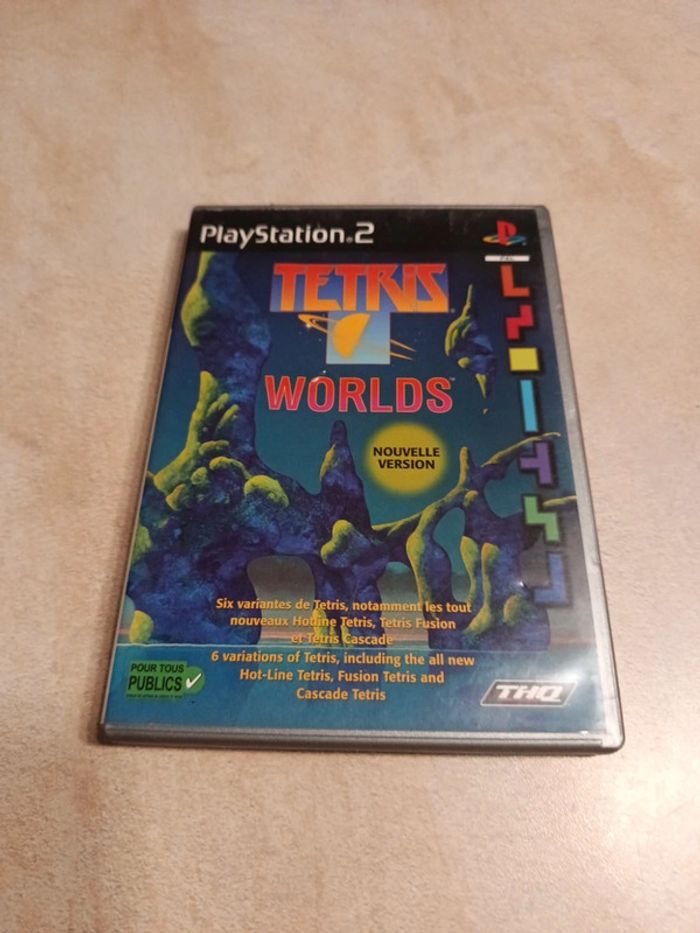 PlayStation®2
PAL
TETRIS®
WORLDS™
NOUVELLE
VERSION
Six variantes de Tetris, notamment les tout
nouveaux Hotline Tetris, Tetris Fusion
et Tetris Cascade
6 variations of Tetris, including the all new
Hot-Line Tetris, Fusion Tetris and
Cascade Tetris
POUR TOUS
PUBLICS
THQ